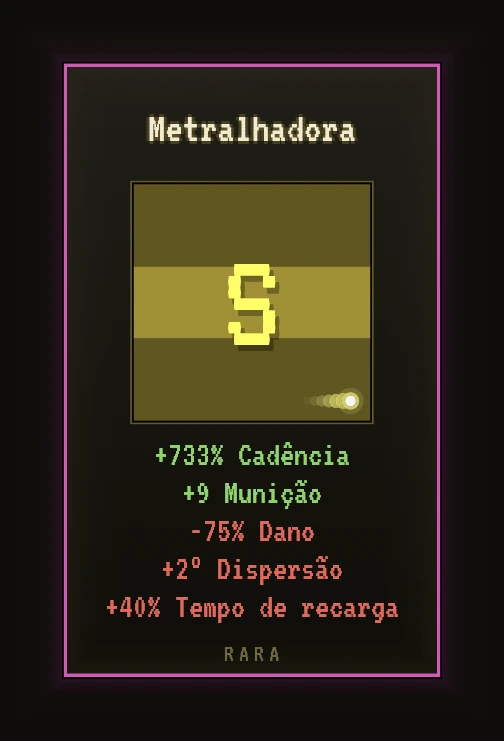 Metralhadora
S
+733% Cadência
+9 Munição
-75% Dano
+2º Dispersão
+40% Tempo de recarga
RARA